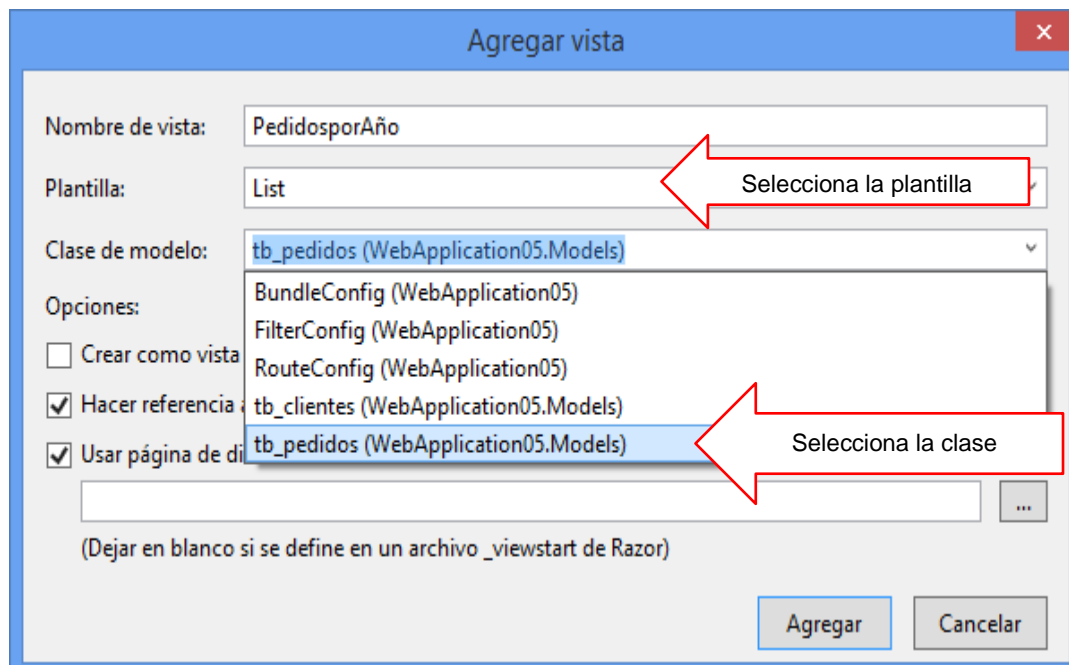 Agregar vista
Nombre de vista: PedidosporAño
Plantilla: List
Selecciona la plantilla
Clase de modelo: tb_pedidos (WebApplication05.Models)
BundleConfig (WebApplication05)
Opciones:
FilterConfig (WebApplication05)
Crear como vista
RouteConfig (WebApplication05)
Hacer referencia a
tb_clientes (WebApplication05.Models)
Usar página de di
tb_pedidos (WebApplication05.Models)
Selecciona la clase
...
(Dejar en blanco si se define en un archivo _viewstart de Razor)
Agregar Cancelar